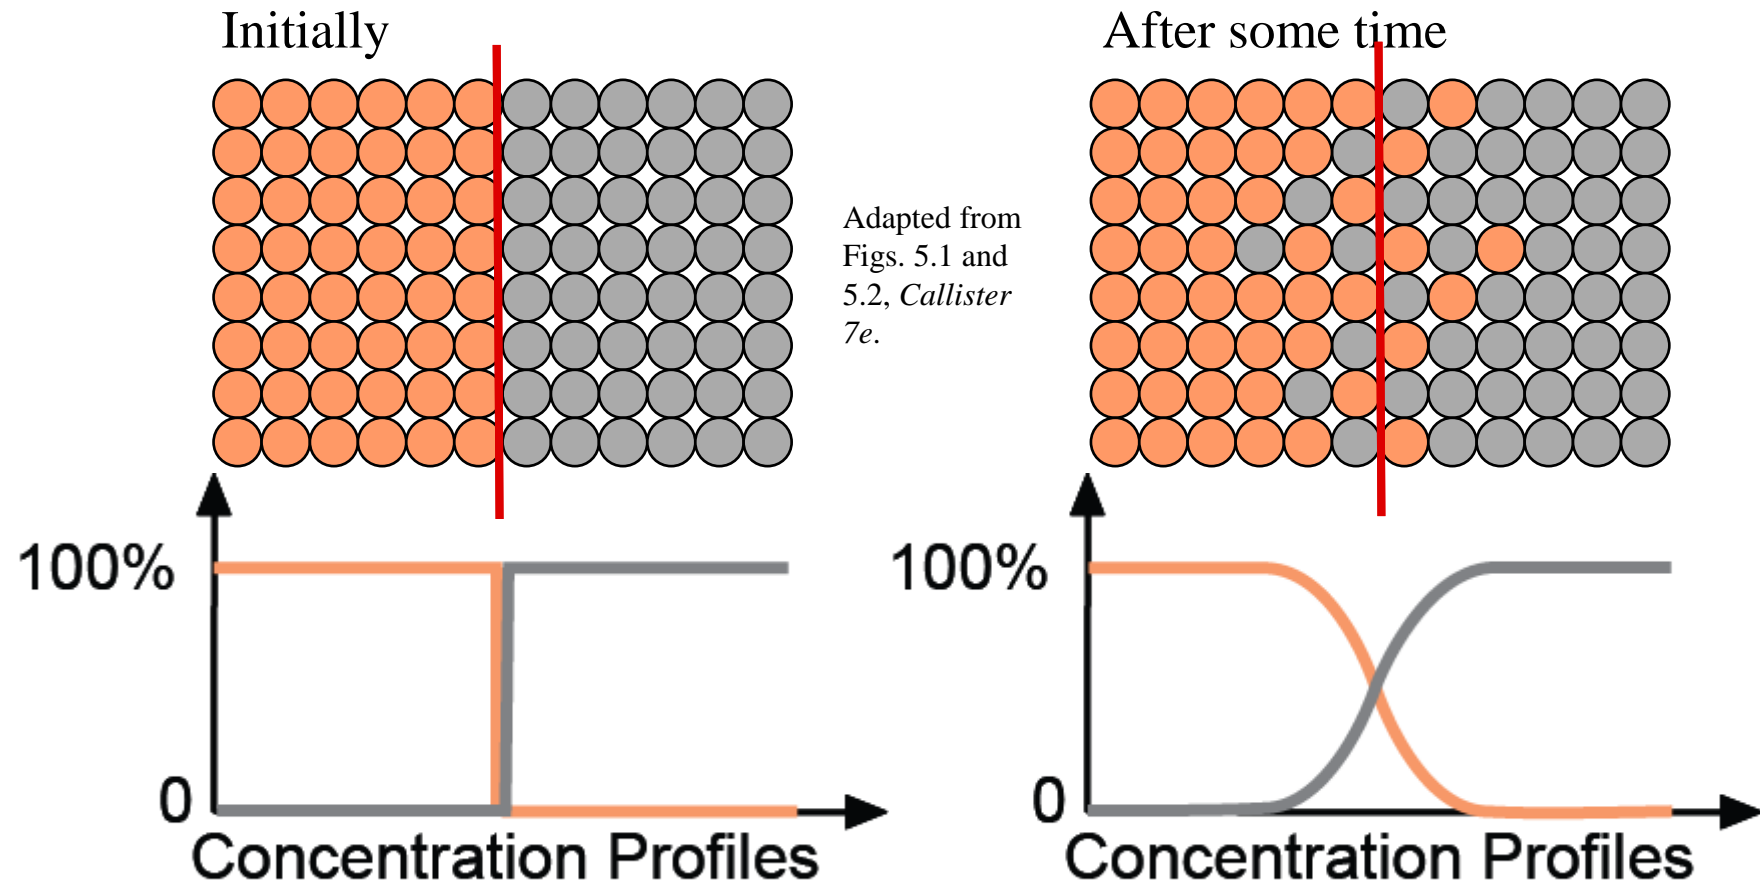 Initially
After some time
Adapted from
Figs. 5.1 and
5.2, Callister
7e.
100%
0
Concentration Profiles
100%
0
Concentration Profiles